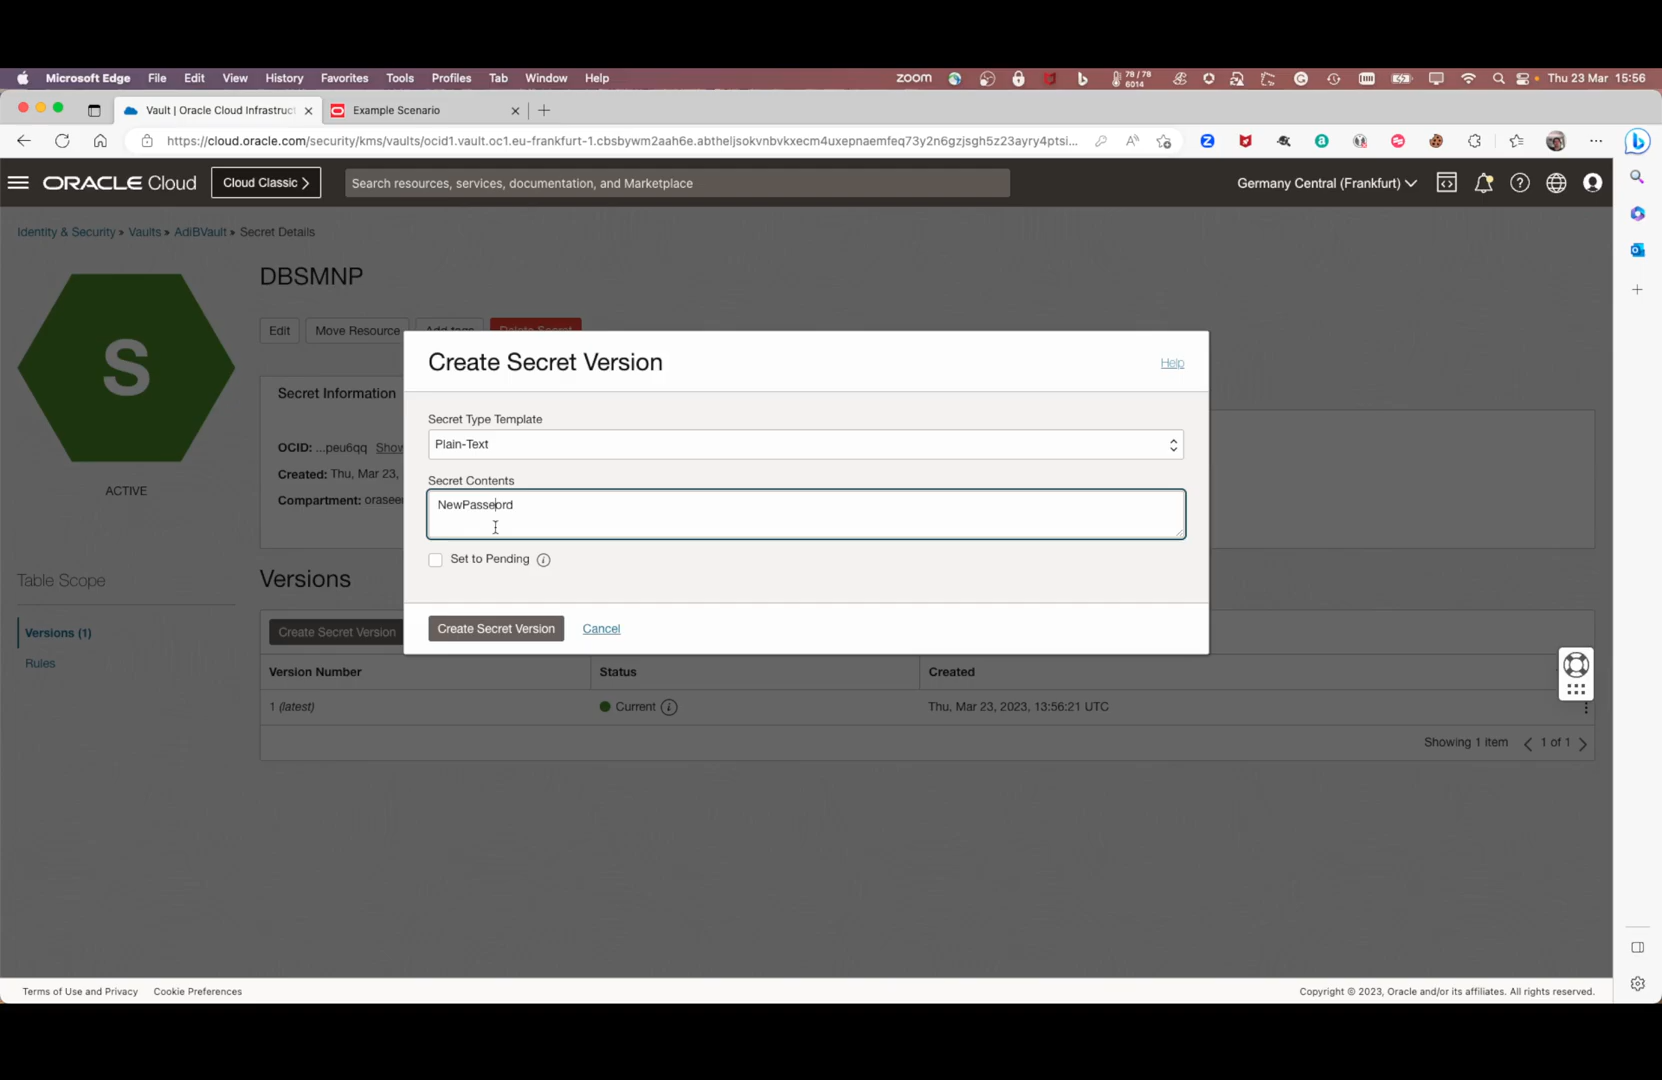 Microsoft Edge File Edit View History Favorites Tools Tab Window Help zoom 78 / 78 6014 Thu 23 Mar 15:56
Vault | Oracle Cloud Infrastruct Example Scenario
https://cloud.oracle.com/security/kms/vaults/ocid1.vault.oc1.eu-frankfurt-1.cbsbywm2aah6e.abtheljsokvnbvkxecm4uxepnaemfeq73y2n6gzjsgh5z23ayry4ptsi...
ORACLE Cloud Cloud Classic Search resources, services, documentation, and Marketplace Germany Central (Frankfurt)
Identity & Security » Vaults » AdiBVault » Secret Details
DBSMNP
Edit Move Resource Add tags Delete Secret
S
ACTIVE
Secret Information
OCID: ...peu6qq Show
Created: Thu, Mar 23,
Compartment: orasee
Create Secret Version Help
Secret Type Template
Plain-Text
Secret Contents
NewPasseord
Set to Pending
Create Secret Version Cancel
Table Scope
Versions (1)
Rules
Versions
Create Secret Version
Version Number Status Created
1 (latest) Current Thu, Mar 23, 2023, 13:56:21 UTC
Showing 1 item 1 of 1
Terms of Use and Privacy Cookie Preferences Copyright © 2023, Oracle and/or its affiliates. All rights reserved.